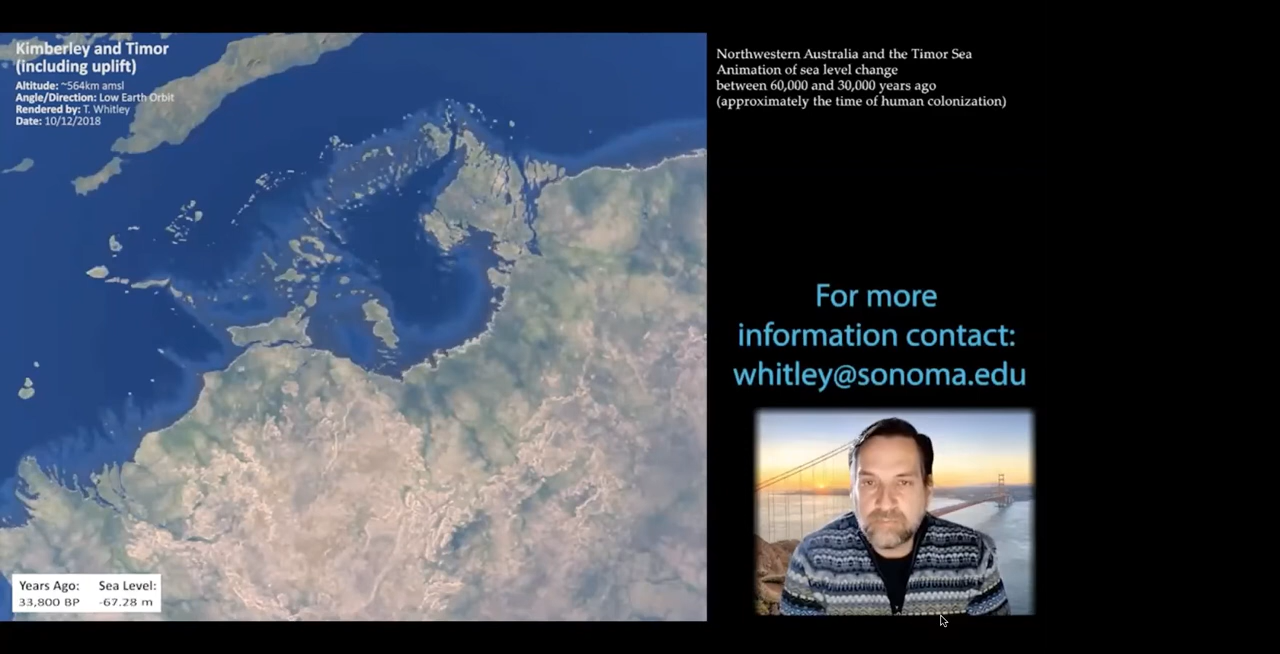 Kimberley and Timor
(including uplift)
Altitude: ~564km amsl
Angle/Direction: Low Earth Orbit
Rendered by: T. Whitley
Date: 10/12/2018
Northwestern Australia and the Timor Sea
Animation of sea level change
between 60,000 and 30,000 years ago
(approximately the time of human colonization)
For more
information contact:
whitley@sonoma.edu
Years Ago: Sea Level:
33,800 BP -67.28 m